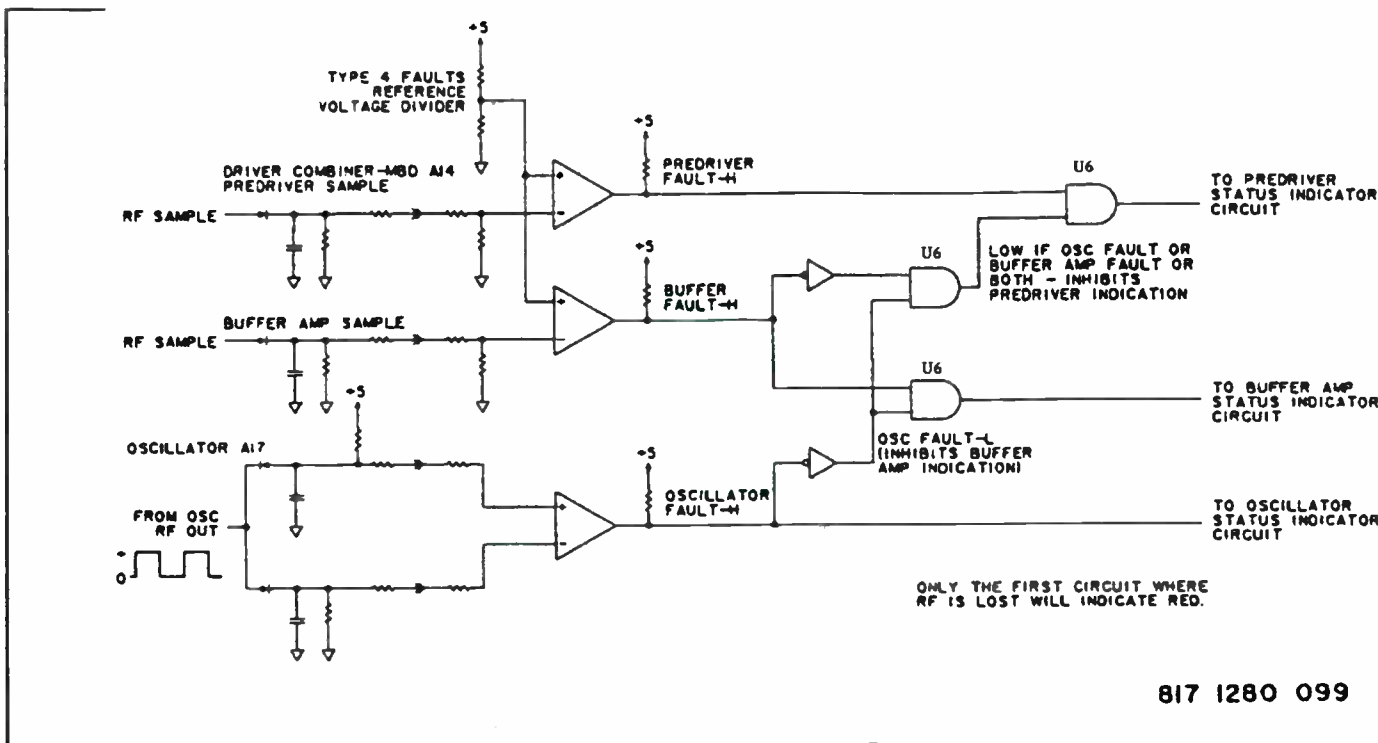 +5
TYPE 4 FAULTS
REFERENCE
VOLTAGE DIVIDER
DRIVER COMBINER-MBD A14
PREDRIVER SAMPLE
RF SAMPLE
+
-
+5
PREDRIVER
FAULT-H
U6
TO PREDRIVER
STATUS INDICATOR
CIRCUIT
BUFFER AMP SAMPLE
RF SAMPLE
+
-
+5
BUFFER
FAULT-H
U6
LOW IF OSC FAULT OR
BUFFER AMP FAULT OR
BOTH - INHIBITS
PREDRIVER INDICATION
U6
TO BUFFER AMP
STATUS INDICATOR
CIRCUIT
+5
OSCILLATOR A17
FROM OSC
RF OUT
+
0
+
-
+5
OSCILLATOR
FAULT-H
OSC FAULT-L
(INHIBITS BUFFER
AMP INDICATION)
TO OSCILLATOR
STATUS INDICATOR
CIRCUIT
ONLY THE FIRST CIRCUIT WHERE
RF IS LOST WILL INDICATE RED.
817 1280 099